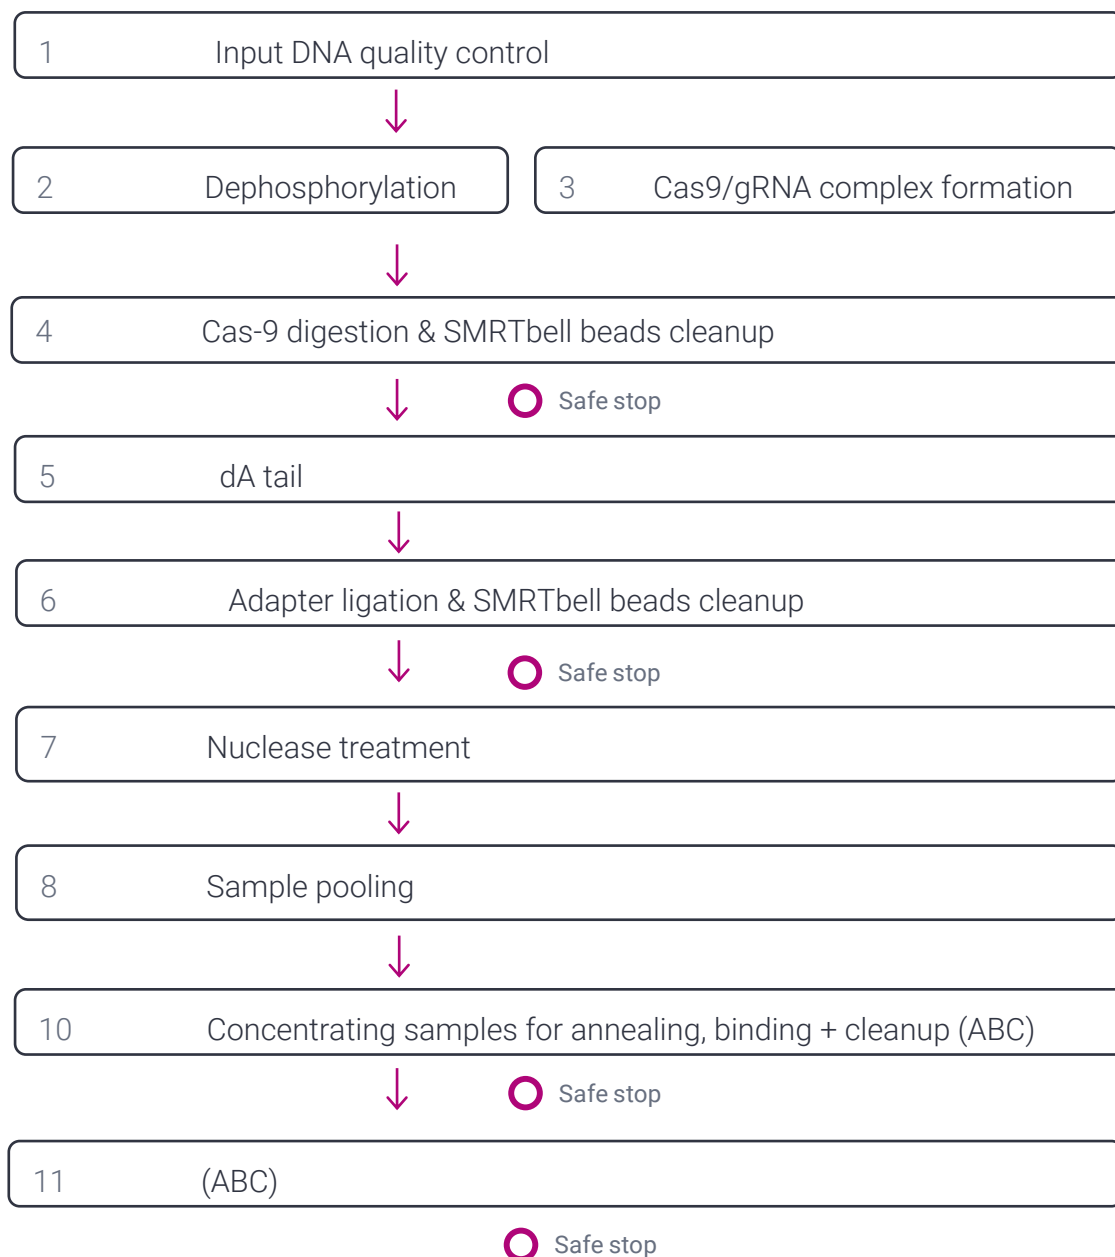 1 Input DNA quality control
2 Dephosphorylation
3 Cas9/gRNA complex formation
4 Cas-9 digestion & SMRTbell beads cleanup
Safe stop
5 dA tail
6 Adapter ligation & SMRTbell beads cleanup
Safe stop
7 Nuclease treatment
8 Sample pooling
10 Concentrating samples for annealing, binding + cleanup (ABC)
Safe stop
11 (ABC)
Safe stop